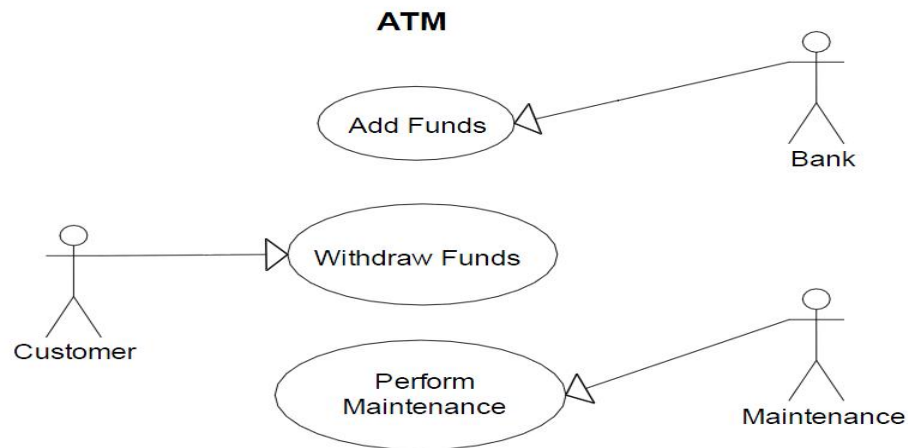 ATM
Add Funds
Bank
Withdraw Funds
Customer
Perform
Maintenance
Maintenance